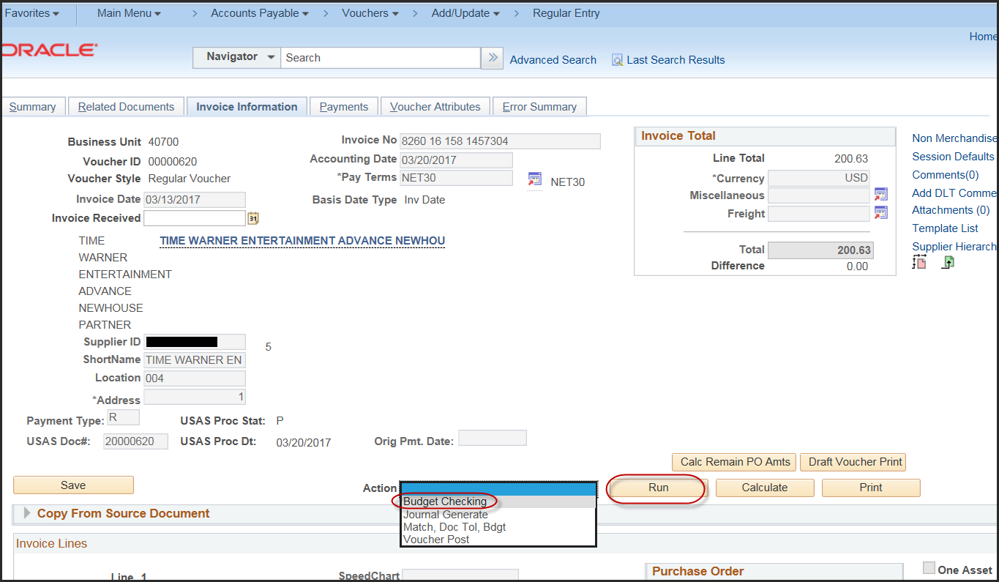 Favorites Main Menu > Accounts Payable > Vouchers > Add/Update > Regular Entry
Home
ORACLE
Navigator Search Advanced Search Last Search Results
Summary Related Documents Invoice Information Payments Voucher Attributes Error Summary
Business Unit 40700
Voucher ID 00000620
Voucher Style Regular Voucher
Invoice Date 03/13/2017
Invoice Received 31
Invoice No 8260 16 158 1457304
Accounting Date 03/20/2017
*Pay Terms NET30 NET30
Basis Date Type Inv Date
Invoice Total
Line Total 200.63
*Currency USD
Miscellaneous
Freight
Total 200.63
Difference 0.00
Non Merchandise
Session Defaults
Comments(0)
Add DLT Comme
Attachments (0)
Template List
Supplier Hierarch
TIME
WARNER
ENTERTAINMENT
ADVANCE
NEWHOUSE
PARTNER
TIME WARNER ENTERTAINMENT ADVANCE NEWHOU
Supplier ID 5
ShortName TIME WARNER EN
Location 004
*Address 1
Payment Type: R USAS Proc Stat: P
USAS Doc#: 20000620 USAS Proc Dt: 03/20/2017 Orig Pmt. Date:
Calc Remain PO Amts Draft Voucher Print
Save Action Run Calculate Print
Budget Checking
Journal Generate
Match, Doc Tol, Bdgt
Voucher Post
Copy From Source Document
Invoice Lines
Line 1 SpeedChart Purchase Order One Asset